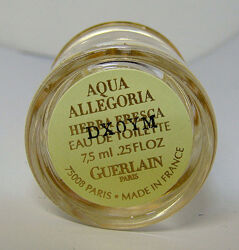 AQUA
ALLEGORIA
HERBA FRESCA
DX0YM
EAU DE TOILETTE
7,5 ml .25 FL OZ
GUERLAIN
PARIS
75008 PARIS • MADE IN FRANCE